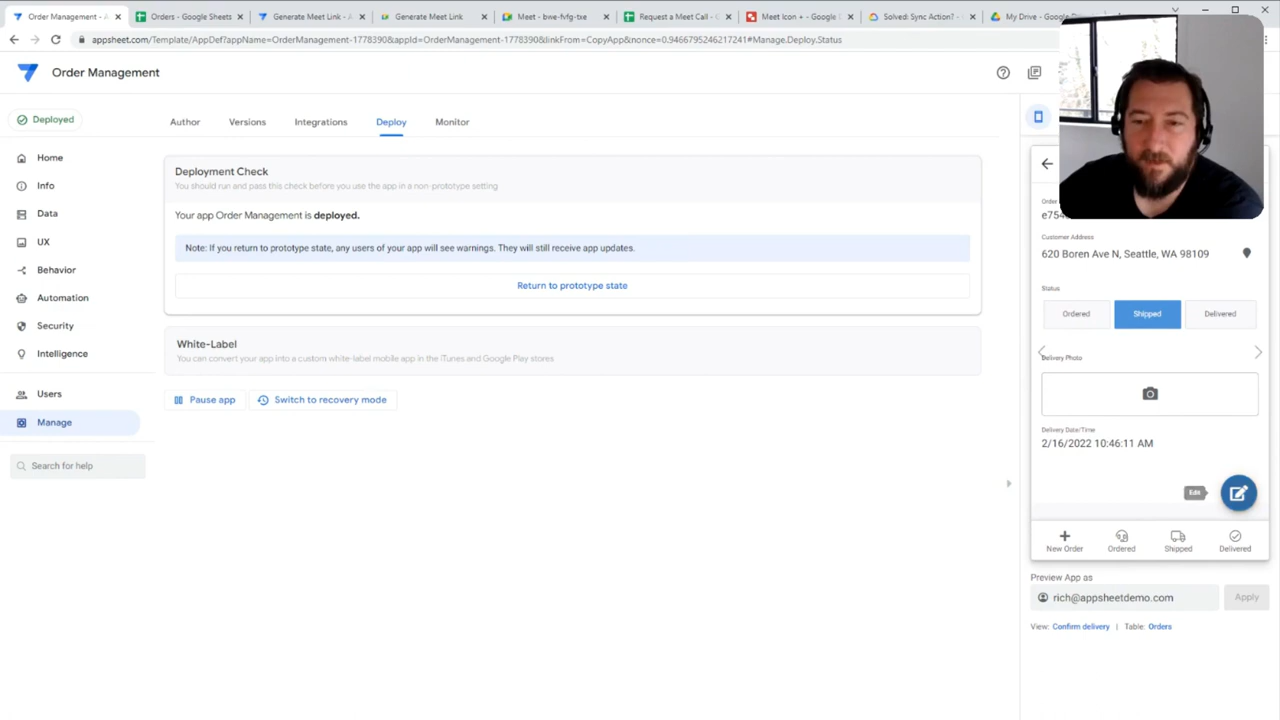 Order Management - A
Orders - Google Sheets
Generate Meet Link - A
Generate Meet Link
Meet - bwe-fvfg-txe
Request a Meet Call - G
Meet Icon + - Google D
Solved: Sync Action? - C
My Drive - Goog
appsheet.com/Template/AppDef?appName=OrderManagement-1778390&appId=OrderManagement-1778390&linkFrom=CopyApp&nonce=0.9466795246217241#Manage.Deploy.Status
Order Management
Deployed
Author
Versions
Integrations
Deploy
Monitor
Home
Info
Data
UX
Behavior
Automation
Security
Intelligence
Users
Manage
Search for help
Deployment Check
You should run and pass this check before you use the app in a non-prototype setting
Your app Order Management is deployed.
Note: If you return to prototype state, any users of your app will see warnings. They will still receive app updates.
Return to prototype state
White-Label
You can convert your app into a custom white-label mobile app in the iTunes and Google Play stores
Pause app
Switch to recovery mode
Order
e754
Customer Address
620 Boren Ave N, Seattle, WA 98109
Status
Ordered
Shipped
Delivered
Delivery Photo
Delivery Date/Time
2/16/2022 10:46:11 AM
Edit
New Order
Ordered
Shipped
Delivered
Preview App as
rich@appsheetdemo.com
Apply
View: Confirm delivery | Table: Orders